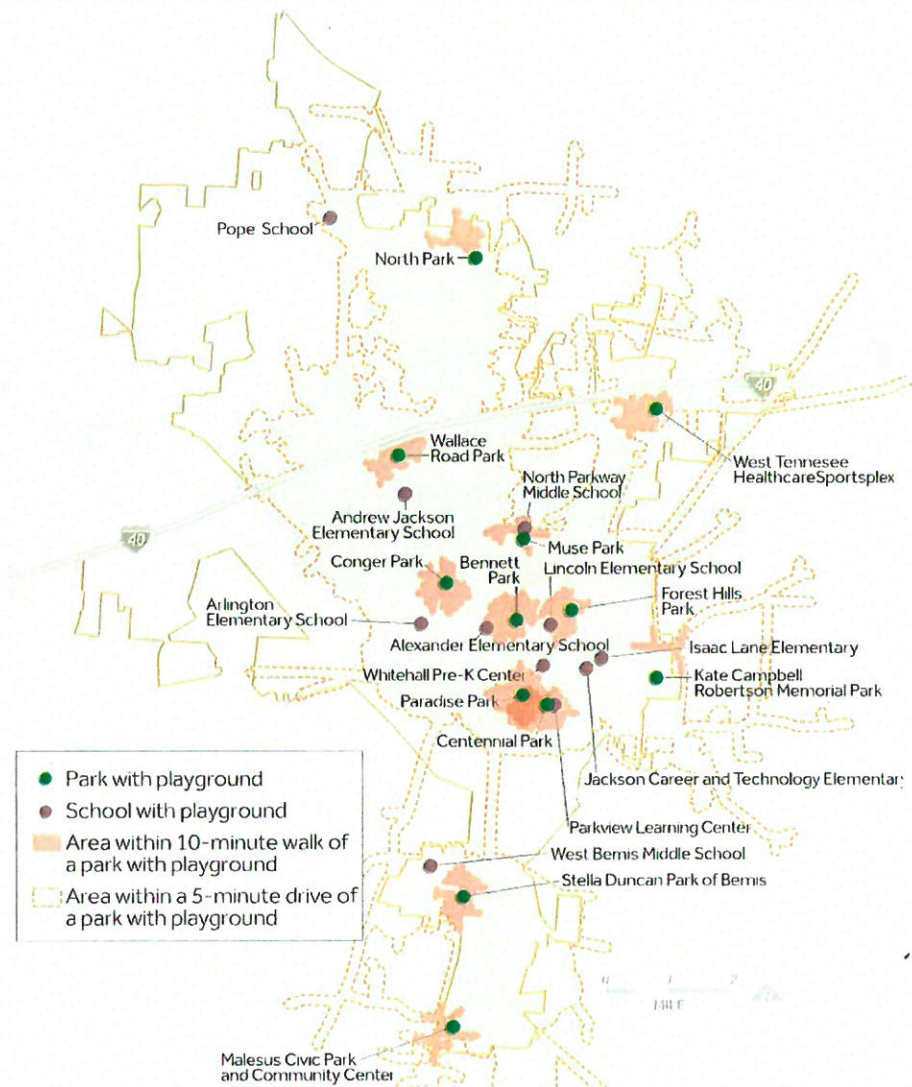 Pope School
North Park
40
Wallace
Road Park
West Tennesee
HealthcareSportsplex
North Parkway
Middle School
Andrew Jackson
Elementary School
40
Muse Park
Conger Park
Bennett
Park
Lincoln Elementary School
Forest Hills
Park
Arlington
Elementary School
Alexander Elementary School
Isaac Lane Elementary
Whitehall Pre-K Center
Kate Campbell
Robertson Memorial Park
Paradise Park
Centennial Park
Jackson Career and Technology Elementary
Park with playground
School with playground
Area within 10-minute walk of
a park with playground
Area within a 5-minute drive of
a park with playground
Parkview Learning Center
West Bemis Middle School
Stella Duncan Park of Bemis
0 1 2
MILE
Malesus Civic Park
and Community Center